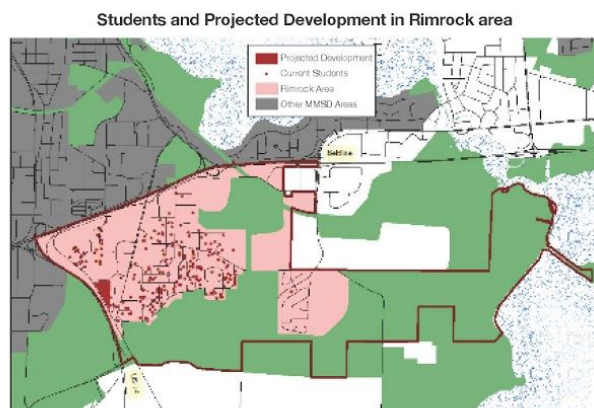 Students and Projected Development in Rimrock area
Projected Development
Current Students
Rimrock Area
Other MMSD Areas
Beltline